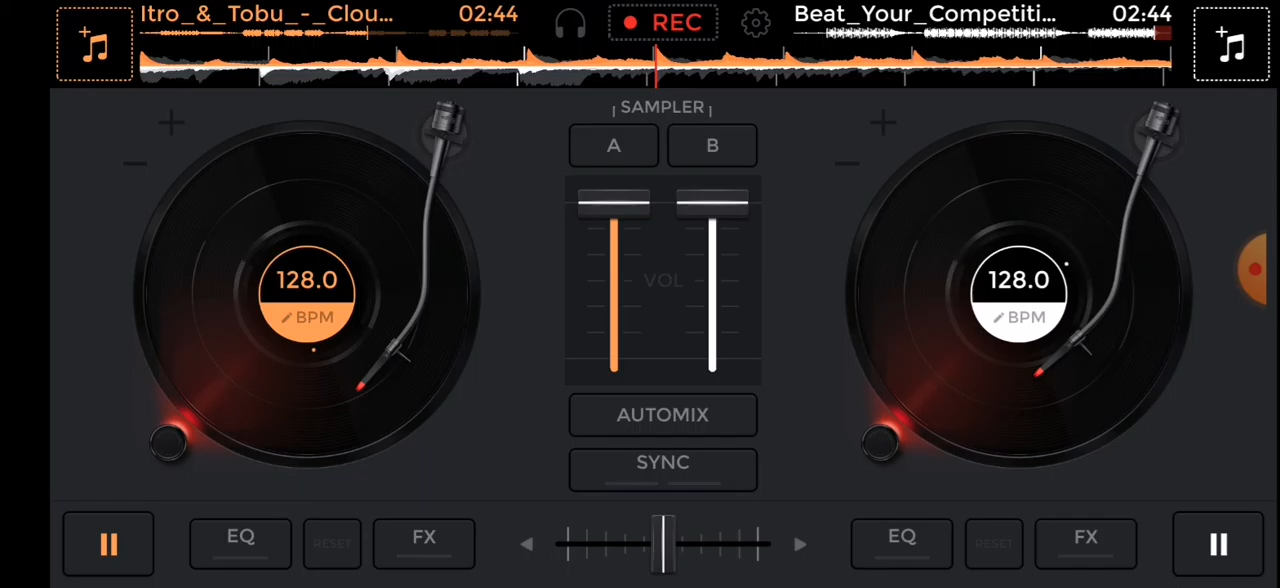 Itro_&_Tobu_-_Clou... 02:44 REC Beat_Your_Competiti... 02:44
SAMPLER
A B
128.0 BPM
VOL
128.0 BPM
AUTOMIX
SYNC
EQ RESET FX EQ RESET FX